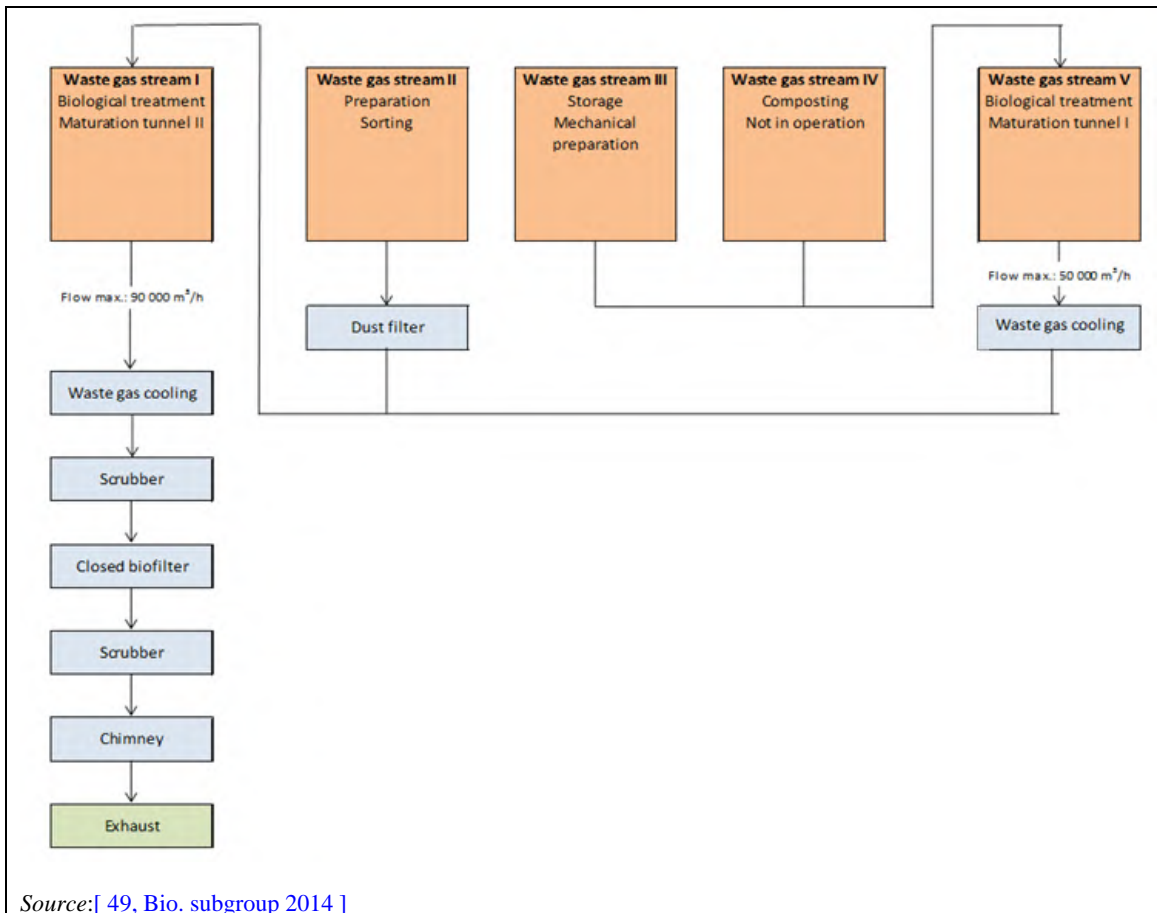 Waste gas stream I
Biological treatment
Maturation tunnel II
Waste gas stream II
Preparation
Sorting
Waste gas stream III
Storage
Mechanical
preparation
Waste gas stream IV
Composting
Not in operation
Waste gas stream V
Biological treatment
Maturation tunnel I
Flow max.: 90 000 m³/h
Flow max.: 50 000 m³/h
Dust filter
Waste gas cooling
Waste gas cooling
Scrubber
Closed biofilter
Scrubber
Chimney
Exhaust
Source:[ 49, Bio. subgroup 2014 ]